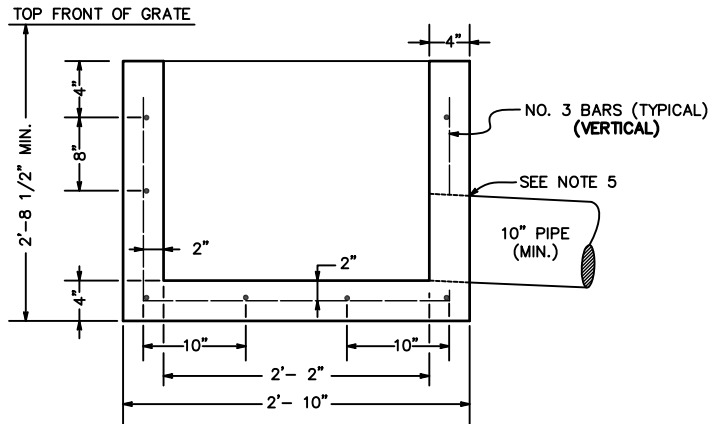 TOP FRONT OF GRATE
4"
4"
NO. 3 BARS (TYPICAL)
(VERTICAL)
8"
2'-8 1/2" MIN.
SEE NOTE 5
10" PIPE
(MIN.)
2"
2"
4"
10"
10"
2'- 2"
2'- 10"